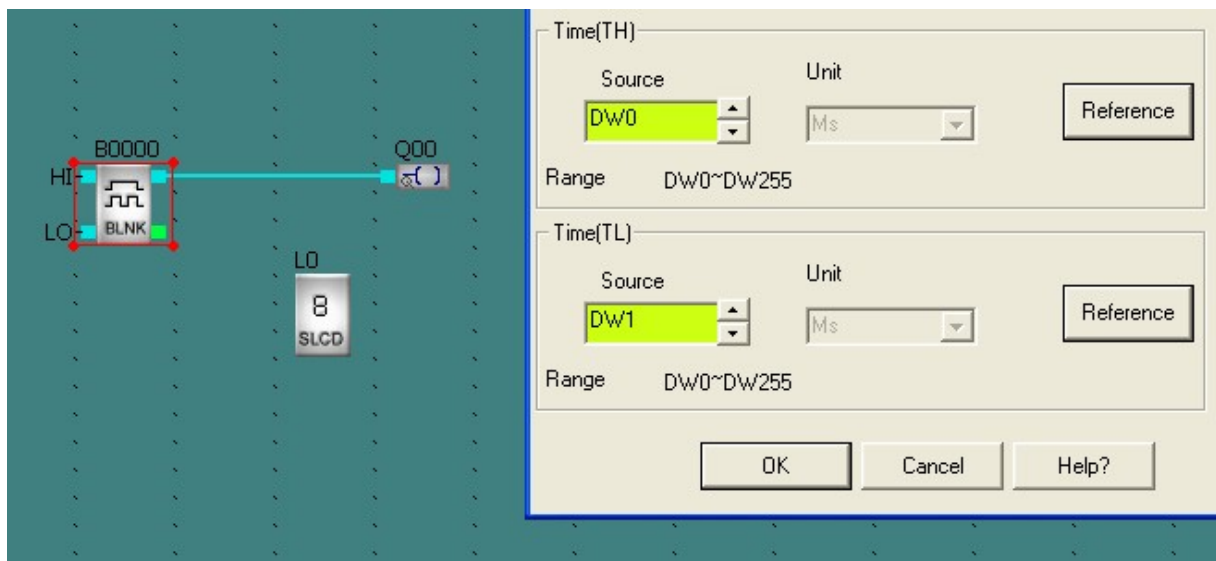 B0000
HI
LO
BLNK
Q00
L0
8
SLCD
Time(TH)
Source
Unit
DW0
Ms
Reference
Range DW0~DW255
Time(TL)
Source
Unit
DW1
Ms
Reference
Range DW0~DW255
OK
Cancel
Help?